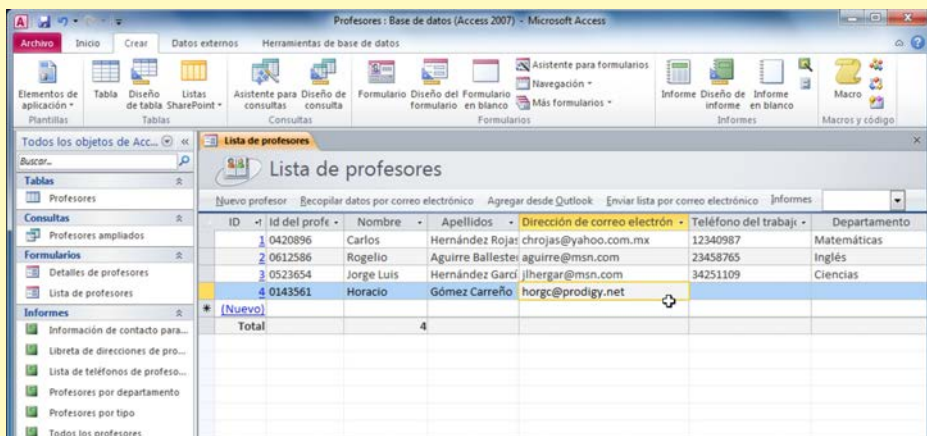 Profesores : Base de datos (Access 2007) - Microsoft Access
Archivo Inicio Crear Datos externos Herramientas de base de datos
Elementos de aplicación
Tabla
Diseño de tabla
Listas SharePoint
Asistente para consultas
Diseño de consulta
Formulario
Diseño del formulario
Formulario en blanco
Asistente para formularios
Navegación
Más formularios
Informe
Diseño de informe
Informe en blanco
Macro
Plantillas Tablas Consultas Formularios Informes Macros y código
Todos los objetos de Acc...
Buscar...
Tablas
Profesores
Consultas
Profesores ampliados
Formularios
Detalles de profesores
Lista de profesores
Informes
Información de contacto para...
Libreta de direcciones de pro...
Lista de teléfonos de profeso...
Profesores por departamento
Profesores por tipo
Todos los profesores
Lista de profesores
Lista de profesores
Nuevo profesor Recopilar datos por correo electrónico Agregar desde Outlook Enviar lista por correo electrónico Informes
ID Id del profe Nombre Apellidos Dirección de correo electrón Teléfono del trabajo Departamento
1 0420896 Carlos Hernández Rojas chrojas@yahoo.com.mx 12340987 Matemáticas
2 0612586 Rogelio Aguirre Ballester aguirre@msn.com 23458765 Inglés
3 0523654 Jorge Luis Hernández Garcí jlhergar@msn.com 34251109 Ciencias
4 0143561 Horacio Gómez Carreño horgc@prodigy.net
* (Nuevo)
Total 4